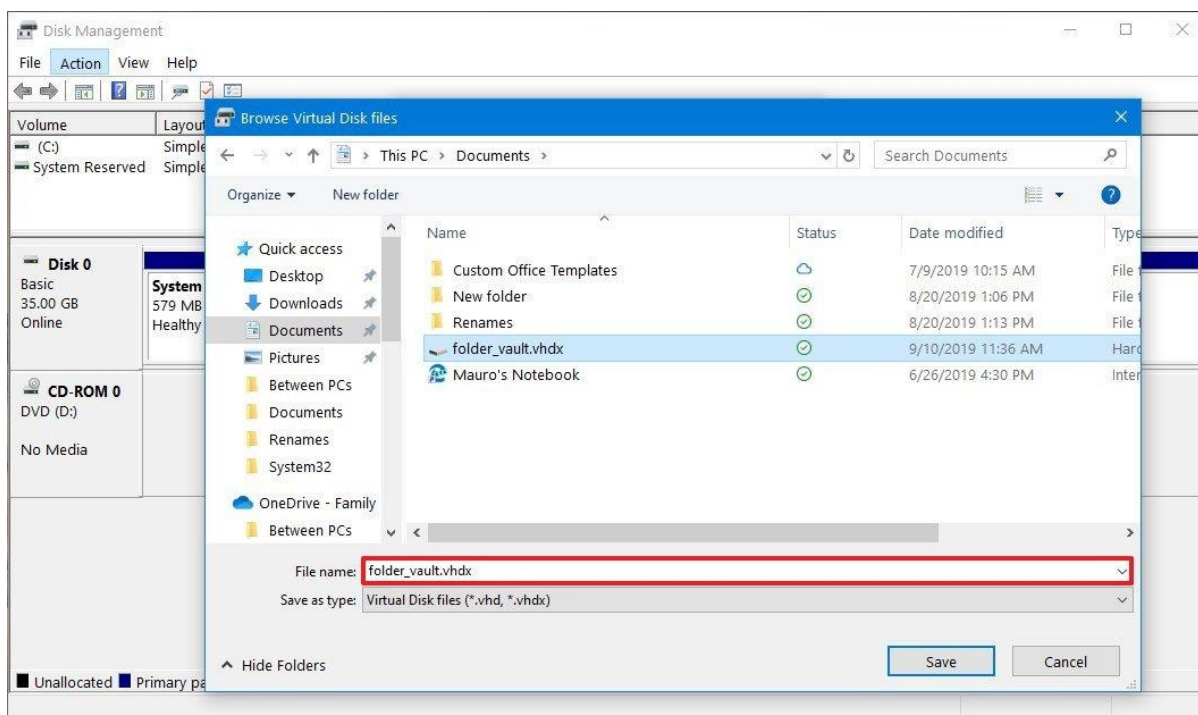 Disk Management
File Action View Help
Volume Layou
(C:) Simple
System Reserved Simple
Disk 0
Basic
35.00 GB
Online
System
579 MB
Healthy
CD-ROM 0
DVD (D:)
No Media
Unallocated Primary pa
Browse Virtual Disk files
This PC > Documents >
Search Documents
Organize New folder
Quick access
Desktop
Downloads
Documents
Pictures
Between PCs
Documents
Renames
System32
OneDrive - Family
Between PCs
Name Status Date modified Type
Custom Office Templates 7/9/2019 10:15 AM File f
New folder 8/20/2019 1:06 PM File f
Renames 8/20/2019 1:13 PM File f
folder_vault.vhdx 9/10/2019 11:36 AM Hard
Mauro's Notebook 6/26/2019 4:30 PM Inter
File name: folder_vault.vhdx
Save as type: Virtual Disk files (*.vhd, *.vhdx)
Hide Folders
Save Cancel